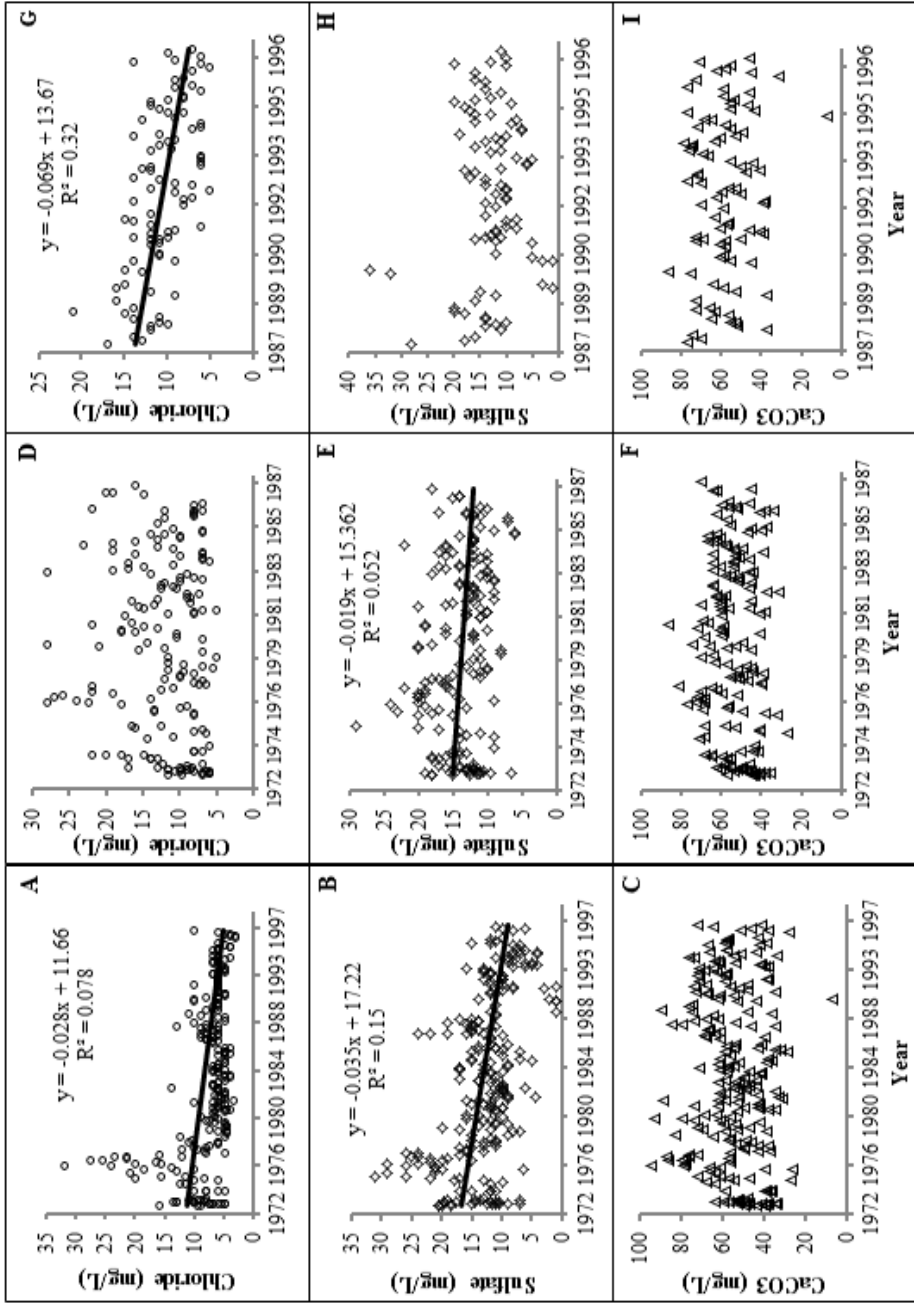 A
y = -0.028x + 11.66
R² = 0.078
Chloride (mg/L)
35
30
25
20
15
10
5
0
1972 1976 1980 1984 1988 1993 1997
D
Chloride (mg/L)
30
25
20
15
10
5
0
1972 1974 1976 1979 1981 1983 1985 1987
G
y = -0.069x + 13.67
R² = 0.32
Chloride (mg/L)
25
20
15
10
5
0
1987 1989 1990 1992 1993 1995 1996
B
y = -0.035x + 17.22
R² = 0.15
Sulfate (mg/L)
40
35
30
25
20
15
10
5
0
1972 1976 1980 1984 1988 1993 1997
E
y = -0.019x + 15.362
R² = 0.052
Sulfate (mg/L)
30
25
20
15
10
5
0
1972 1974 1976 1979 1981 1983 1985 1987
H
Sulfate (mg/L)
40
35
30
25
20
15
10
5
0
1987 1989 1990 1992 1993 1995 1996
C
CaCO3 (mg/L)
100
80
60
40
20
0
1972 1976 1980 1984 1988 1993 1997
Year
F
CaCO3 (mg/L)
100
80
60
40
20
0
1972 1974 1976 1979 1981 1983 1985 1987
Year
I
CaCO3 (mg/L)
100
80
60
40
20
0
1987 1989 1990 1992 1993 1995 1996
Year